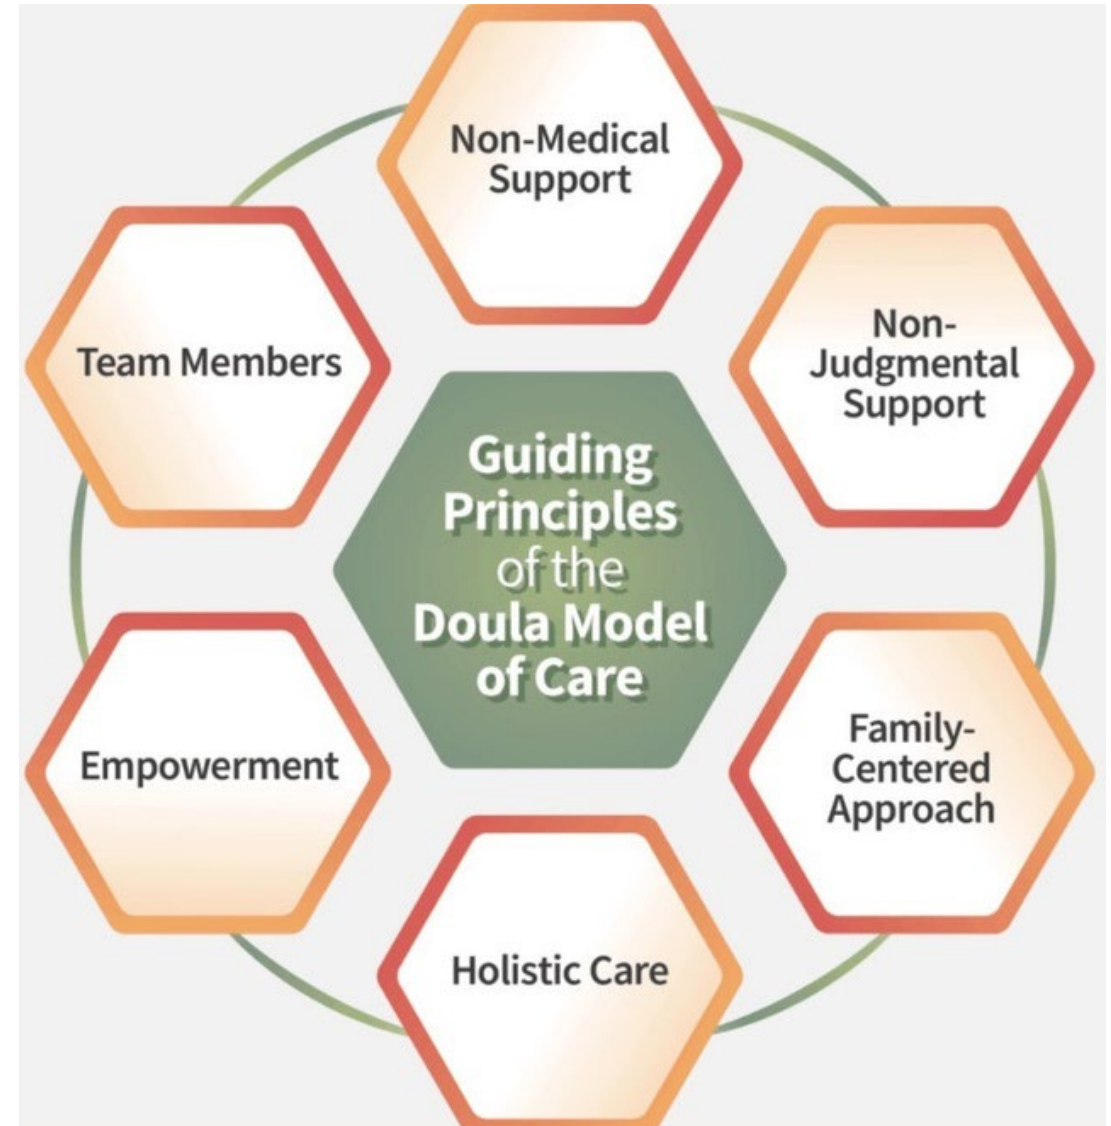 Guiding
Principles
of the
Doula Model
of Care
Non-Medical
Support
Non-
Judgmental
Support
Family-
Centered
Approach
Holistic Care
Empowerment
Team Members